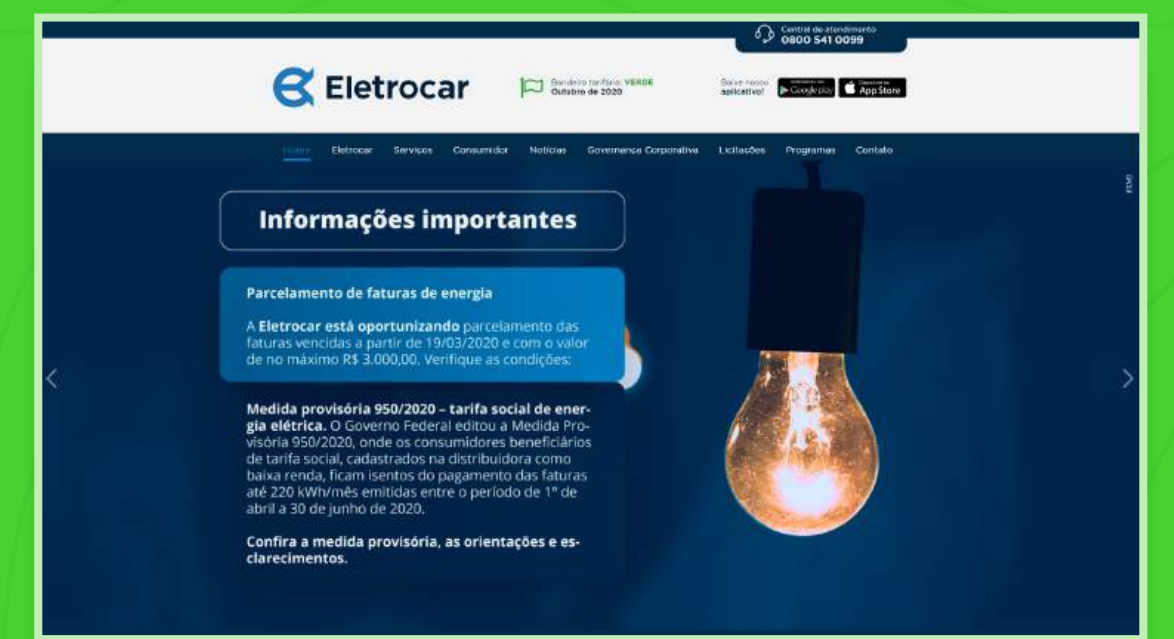 Central de atendimento
0800 541 0099
Eletrocar
Bandeira tarifária: VERDE
Outubro de 2020
Baixe nosso
aplicativo!
Google play
App Store
Home Eletrocar Serviços Consumidor Notícias Governança Corporativa Licitações Programas Contato
Informações importantes
Parcelamento de faturas de energia
A Eletrocar está oportunizando parcelamento das
faturas vencidas a partir de 19/03/2020 e com o valor
de no máximo R$ 3.000,00. Verifique as condições:
Medida provisória 950/2020 – tarifa social de ener-
gia elétrica. O Governo Federal editou a Medida Pro-
visória 950/2020, onde os consumidores beneficiários
de tarifa social, cadastrados na distribuidora como
baixa renda, ficam isentos do pagamento das faturas
até 220 kWh/mês emitidas entre o período de 1º de
abril a 30 de junho de 2020.
Confira a medida provisória, as orientações e es-
clarecimentos.